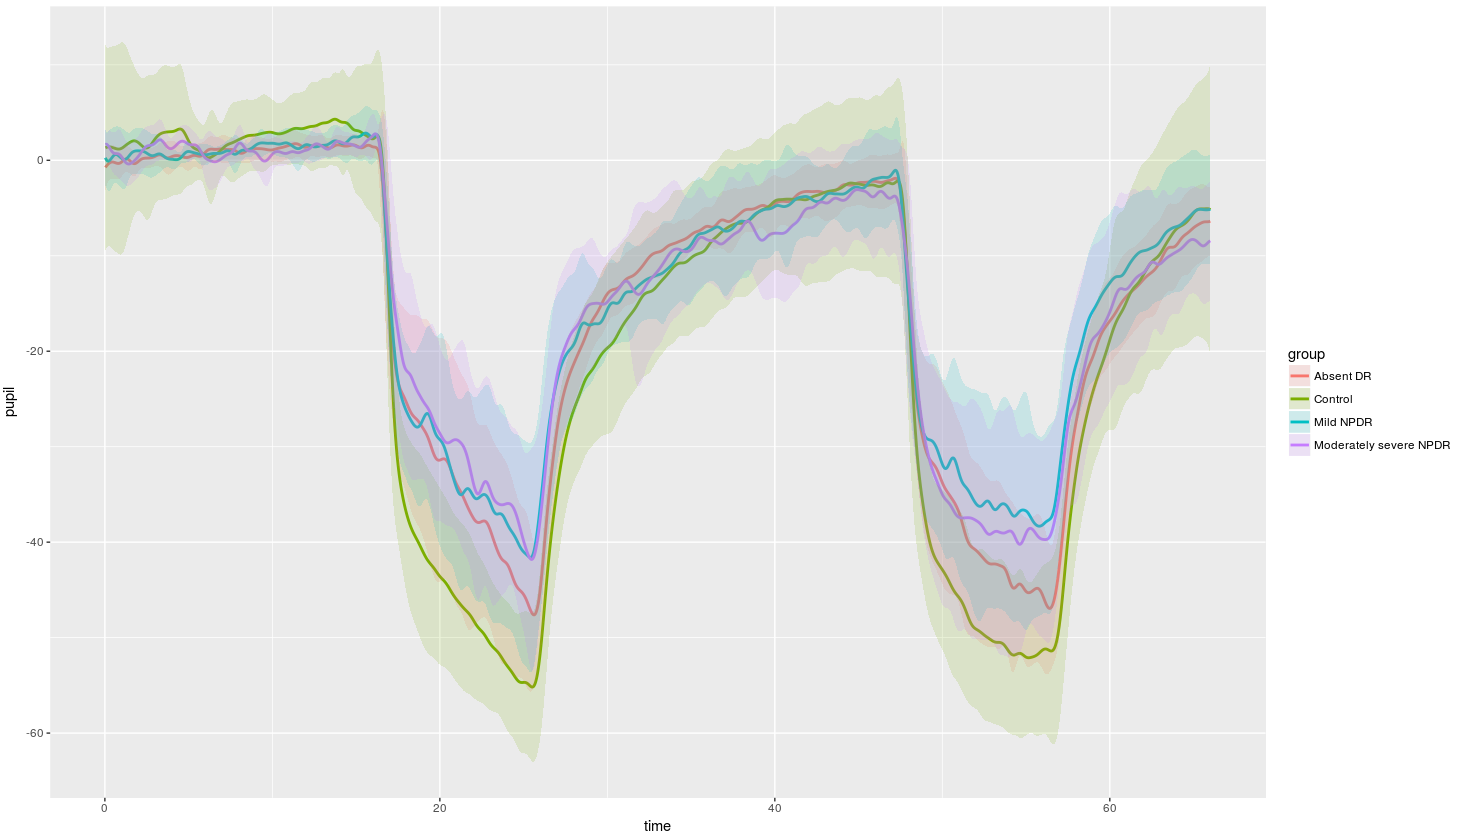 0
-20
-40
-60
pupil
0
20
40
60
time
group
Absent DR
Control
Mild NPDR
Moderately severe NPDR